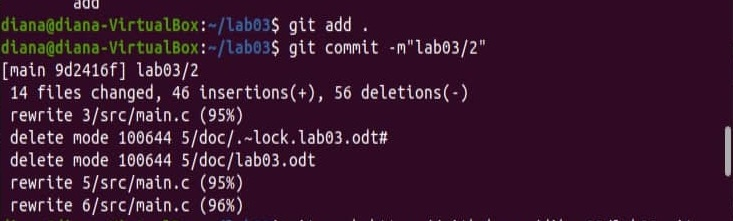 add
diana@diana-VirtualBox:~/lab03$ git add .
diana@diana-VirtualBox:~/lab03$ git commit -m"lab03/2"
[main 9d2416f] lab03/2
 14 files changed, 46 insertions(+), 56 deletions(-)
 rewrite 3/src/main.c (95%)
 delete mode 100644 5/doc/.~lock.lab03.odt#
 delete mode 100644 5/doc/lab03.odt
 rewrite 5/src/main.c (95%)
 rewrite 6/src/main.c (96%)